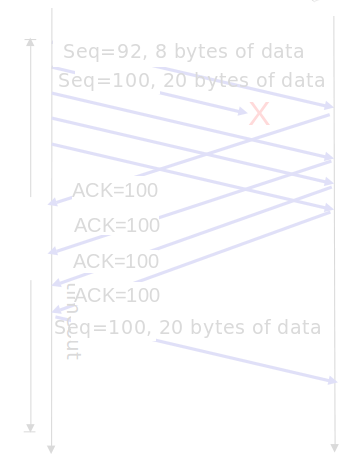 Seq=92, 8 bytes of data
Seq=100, 20 bytes of data
X
ACK=100
ACK=100
ACK=100
ACK=100
Seq=100, 20 bytes of data